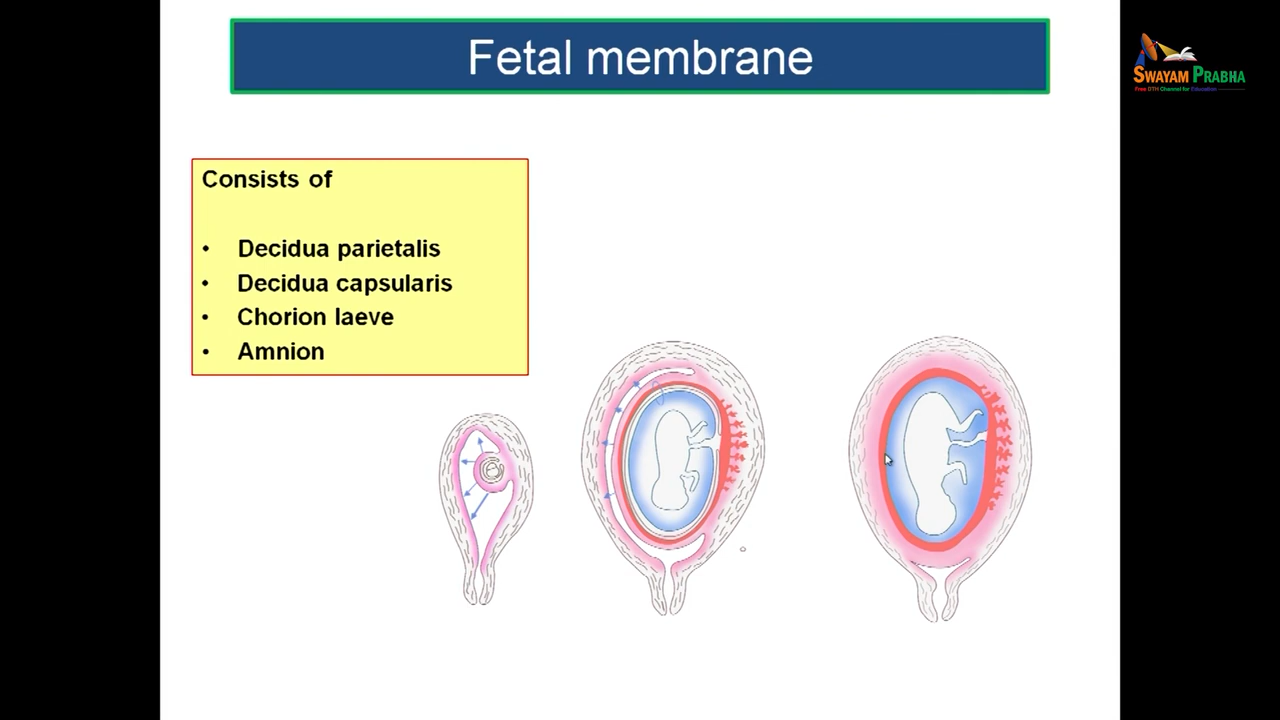 Fetal membrane
SWAYAM PRABHA
Free DTH Channel for Education
Consists of
• Decidua parietalis
• Decidua capsularis
• Chorion laeve
• Amnion